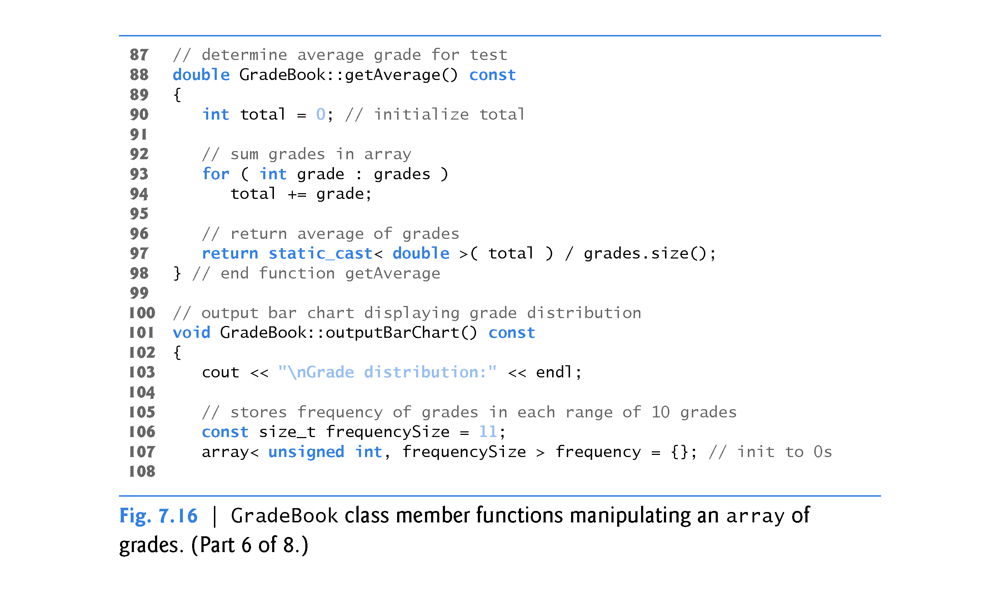 87 // determine average grade for test
88 double GradeBook::getAverage() const
89 {
90    int total = 0; // initialize total
91
92    // sum grades in array
93    for ( int grade : grades )
94       total += grade;
95
96    // return average of grades
97    return static_cast< double >( total ) / grades.size();
98 } // end function getAverage
99
100 // output bar chart displaying grade distribution
101 void GradeBook::outputBarChart() const
102 {
103    cout << "\nGrade distribution:" << endl;
104
105    // stores frequency of grades in each range of 10 grades
106    const size_t frequencySize = 11;
107    array< unsigned int, frequencySize > frequency = {}; // init to 0s
108
Fig. 7.16 | GradeBook class member functions manipulating an array of
grades. (Part 6 of 8.)